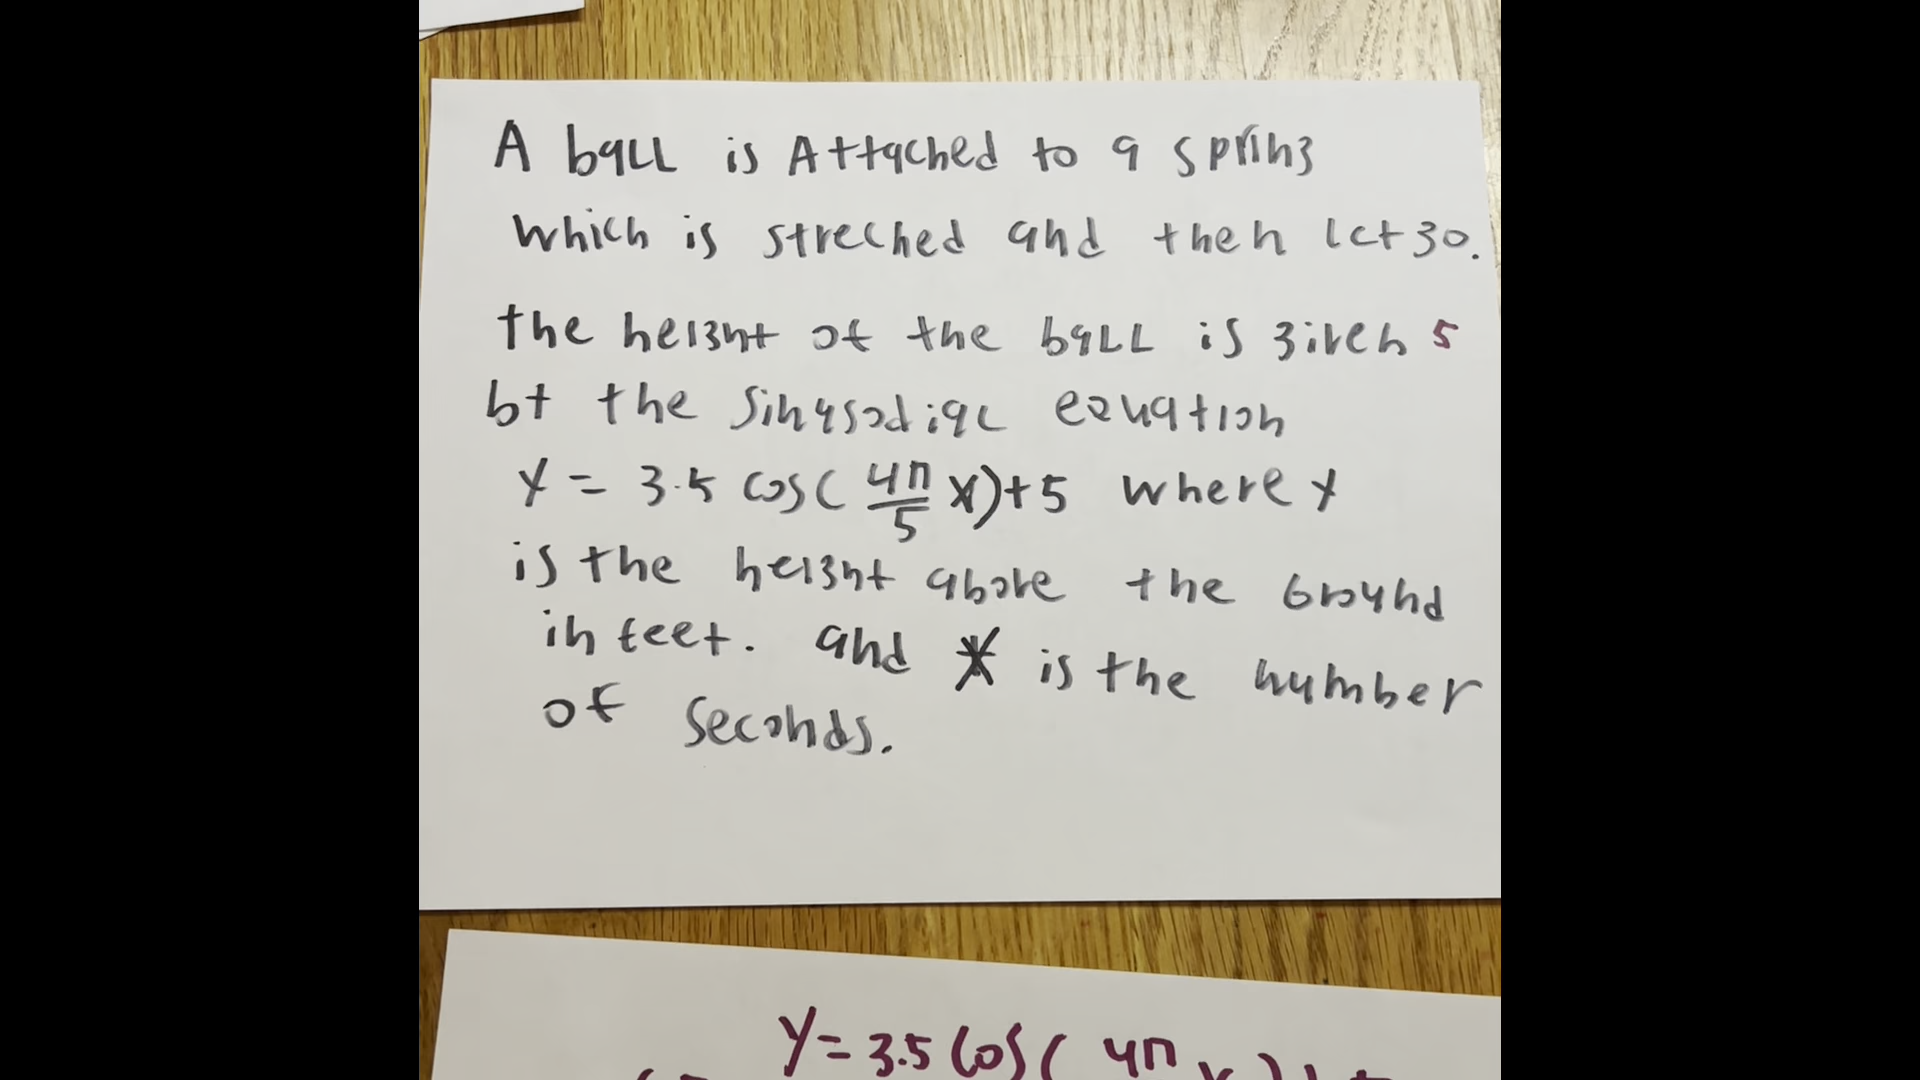 A ball is Attached to a spring
which is streched and then let go.
the height of the ball is given 5
bt the Sinusodial equation
y = 3.5 cos( 4π/5 x)+5 where y
is the height above the Ground
in feet. and x is the number
of seconds.
y= 3.5 cos( 4π